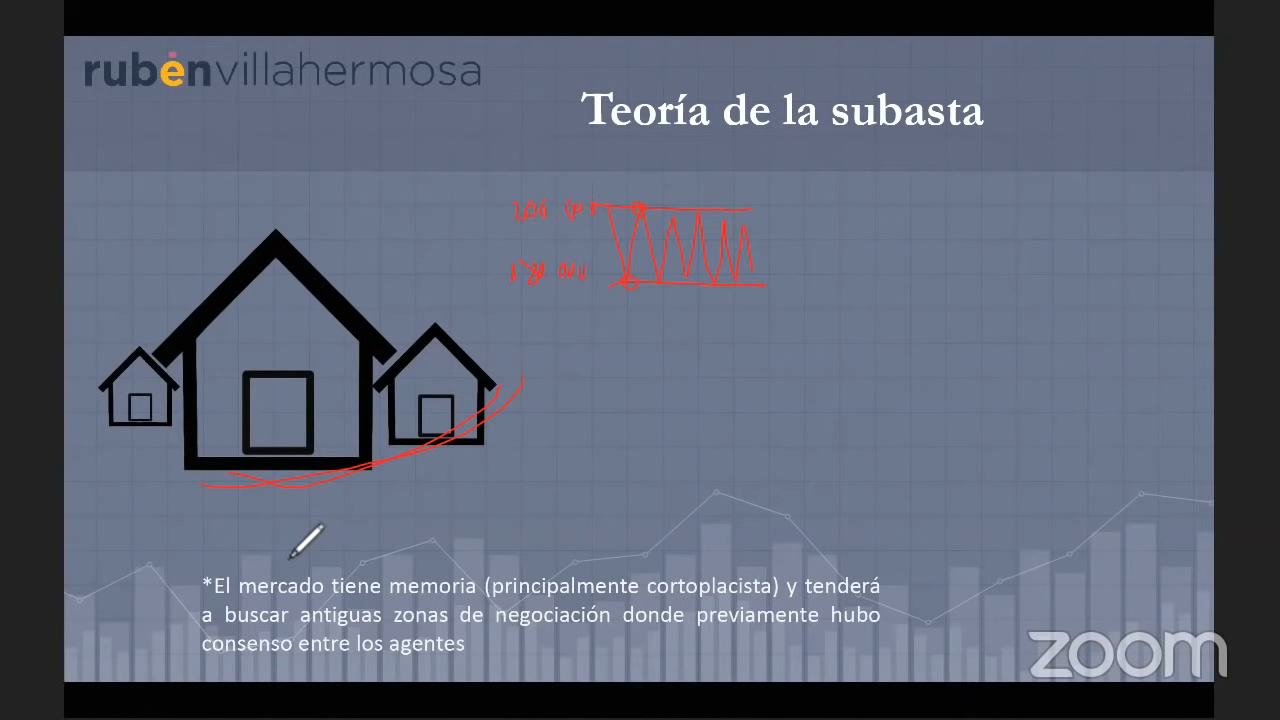 rubénvillahermosa
Teoría de la subasta
*El mercado tiene memoria (principalmente cortoplacista) y tenderá
a buscar antiguas zonas de negociación donde previamente hubo
consenso entre los agentes
zoom